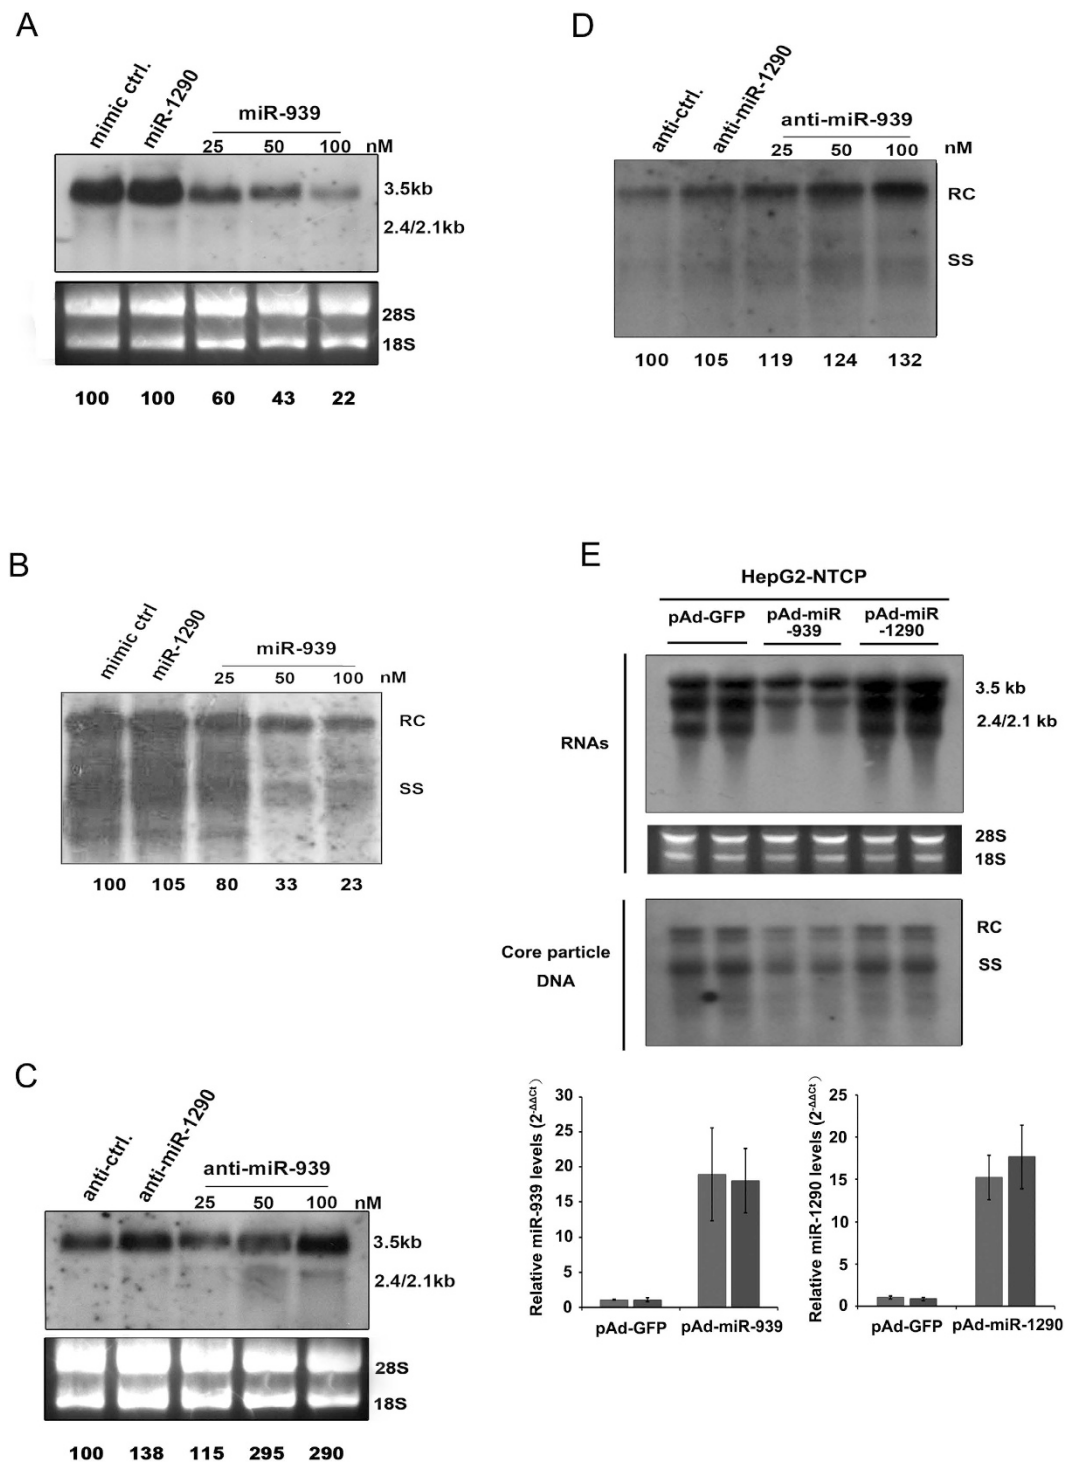 A
mimic ctrl.
miR-1290
miR-939
25 50 100 nM
3.5kb
2.4/2.1kb
28S
18S
100 100 60 43 22
B
mimic ctrl
miR-1290
miR-939
25 50 100 nM
RC
SS
100 105 80 33 23
C
anti-ctrl.
anti-miR-1290
anti-miR-939
25 50 100 nM
3.5kb
2.4/2.1kb
28S
18S
100 138 115 295 290
D
anti-ctrl.
anti-miR-1290
anti-miR-939
25 50 100 nM
RC
SS
100 105 119 124 132
E
HepG2-NTCP
pAd-GFP pAd-miR -939 pAd-miR -1290
RNAs
3.5 kb
2.4/2.1 kb
28S
18S
Core particle
DNA
RC
SS
Relative miR-939 levels (2-ΔΔCt)
30
25
20
15
10
5
0
pAd-GFP pAd-miR-939
Relative miR-1290 levels (2-ΔΔCt)
25
20
15
10
5
0
pAd-GFP pAd-miR-1290